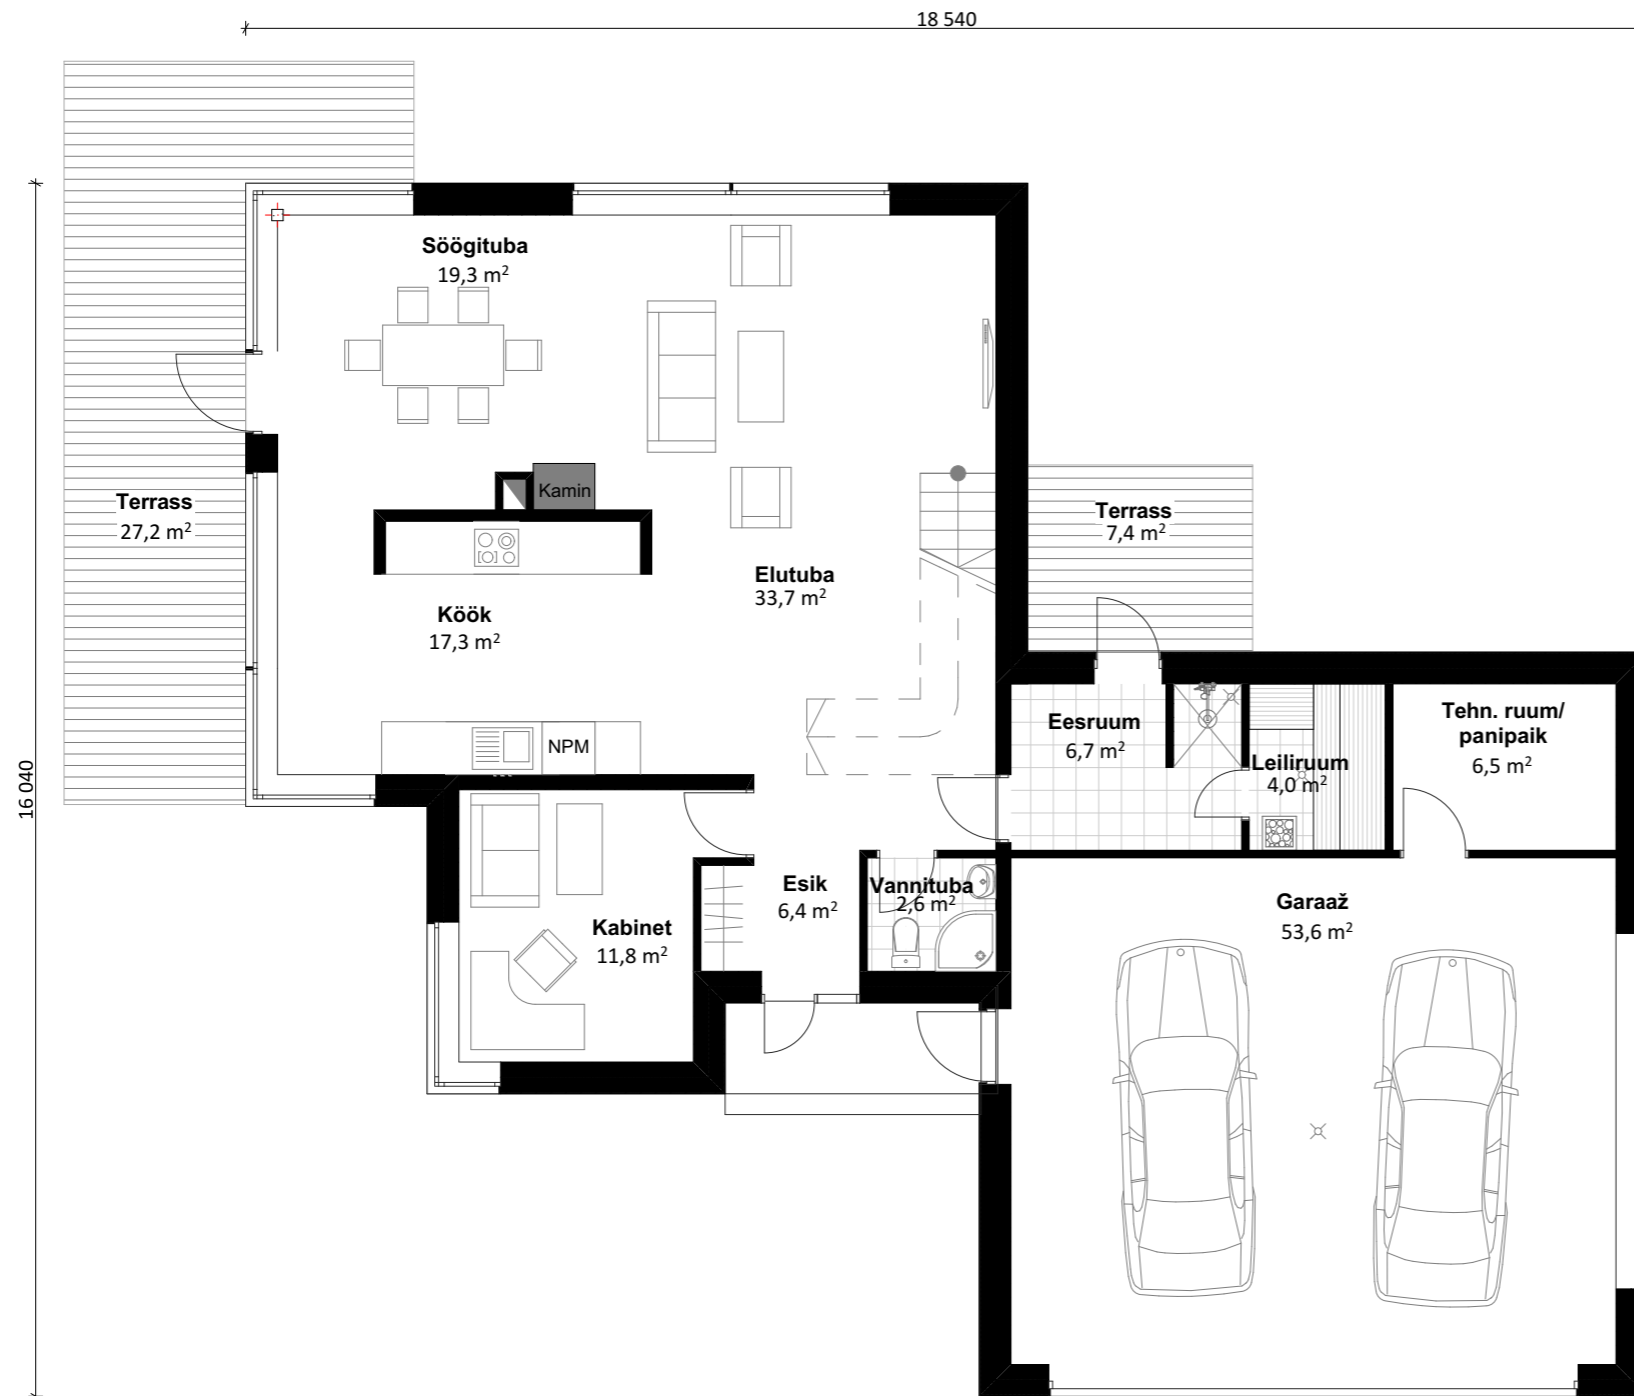 18 540
Söögituba
19,3 m²
Kamin
Terrass
27,2 m²
Terrass
7,4 m²
Elutuba
33,7 m²
Köök
17,3 m²
NPM
Eesruum
6,7 m²
Leiliruum
4,0 m²
Tehn. ruum/
panipaik
6,5 m²
16 040
Esik
6,4 m²
Vannituba
2,6 m²
Kabinet
11,8 m²
Garaaž
53,6 m²